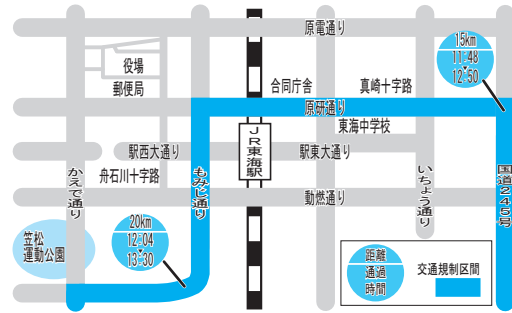 原電通り
15km
11:48
12:50
役場
郵便局
合同庁舎
真崎十字路
原研通り
東海中学校
JR東海駅
駅西大通り
駅東大通り
舟石川十字路
かえで通り
もみじ通り
いちょう通り
国道245号
動燃通り
20km
12:04
13:30
笠松
運動公園
距離
通過
時間
交通規制区間